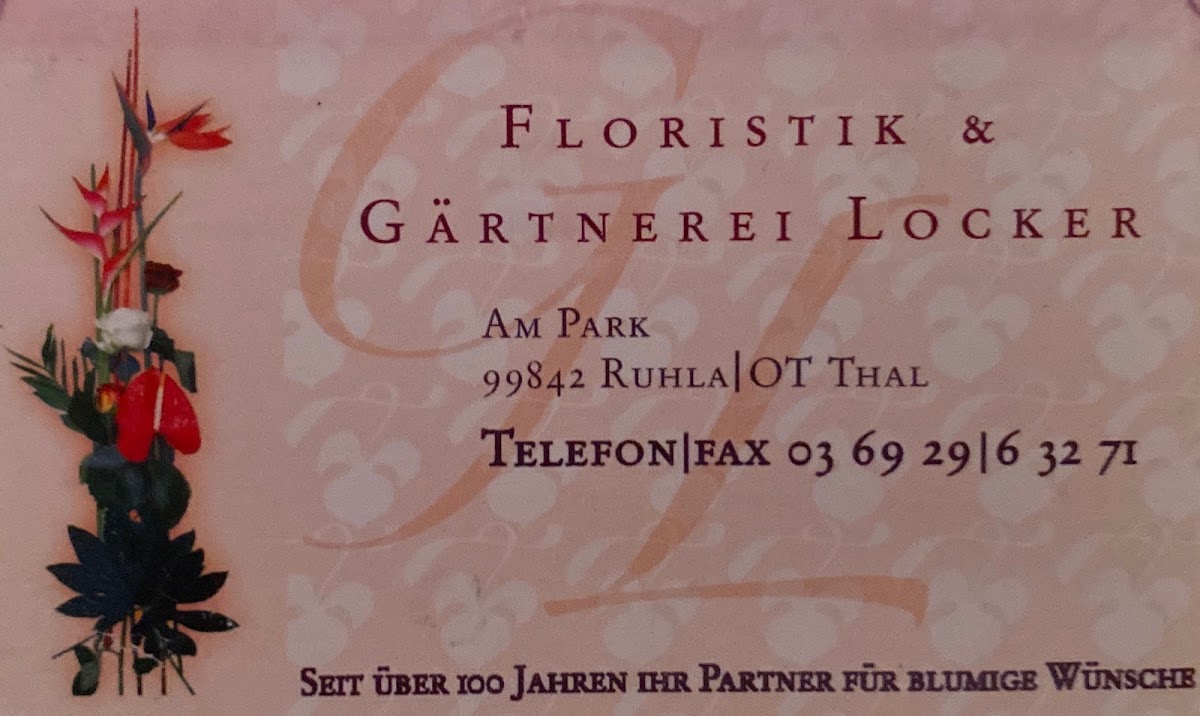 Floristik &
Gärtnerei Locker
Am Park
99842 Ruhla|OT Thal
Telefon|fax 03 69 29|6 32 71
Seit über 100 Jahren ihr Partner für blumige Wünsche